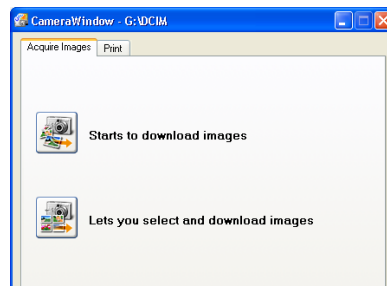 CameraWindow - G:\DCIM
Acquire Images Print
Starts to download images
Lets you select and download images